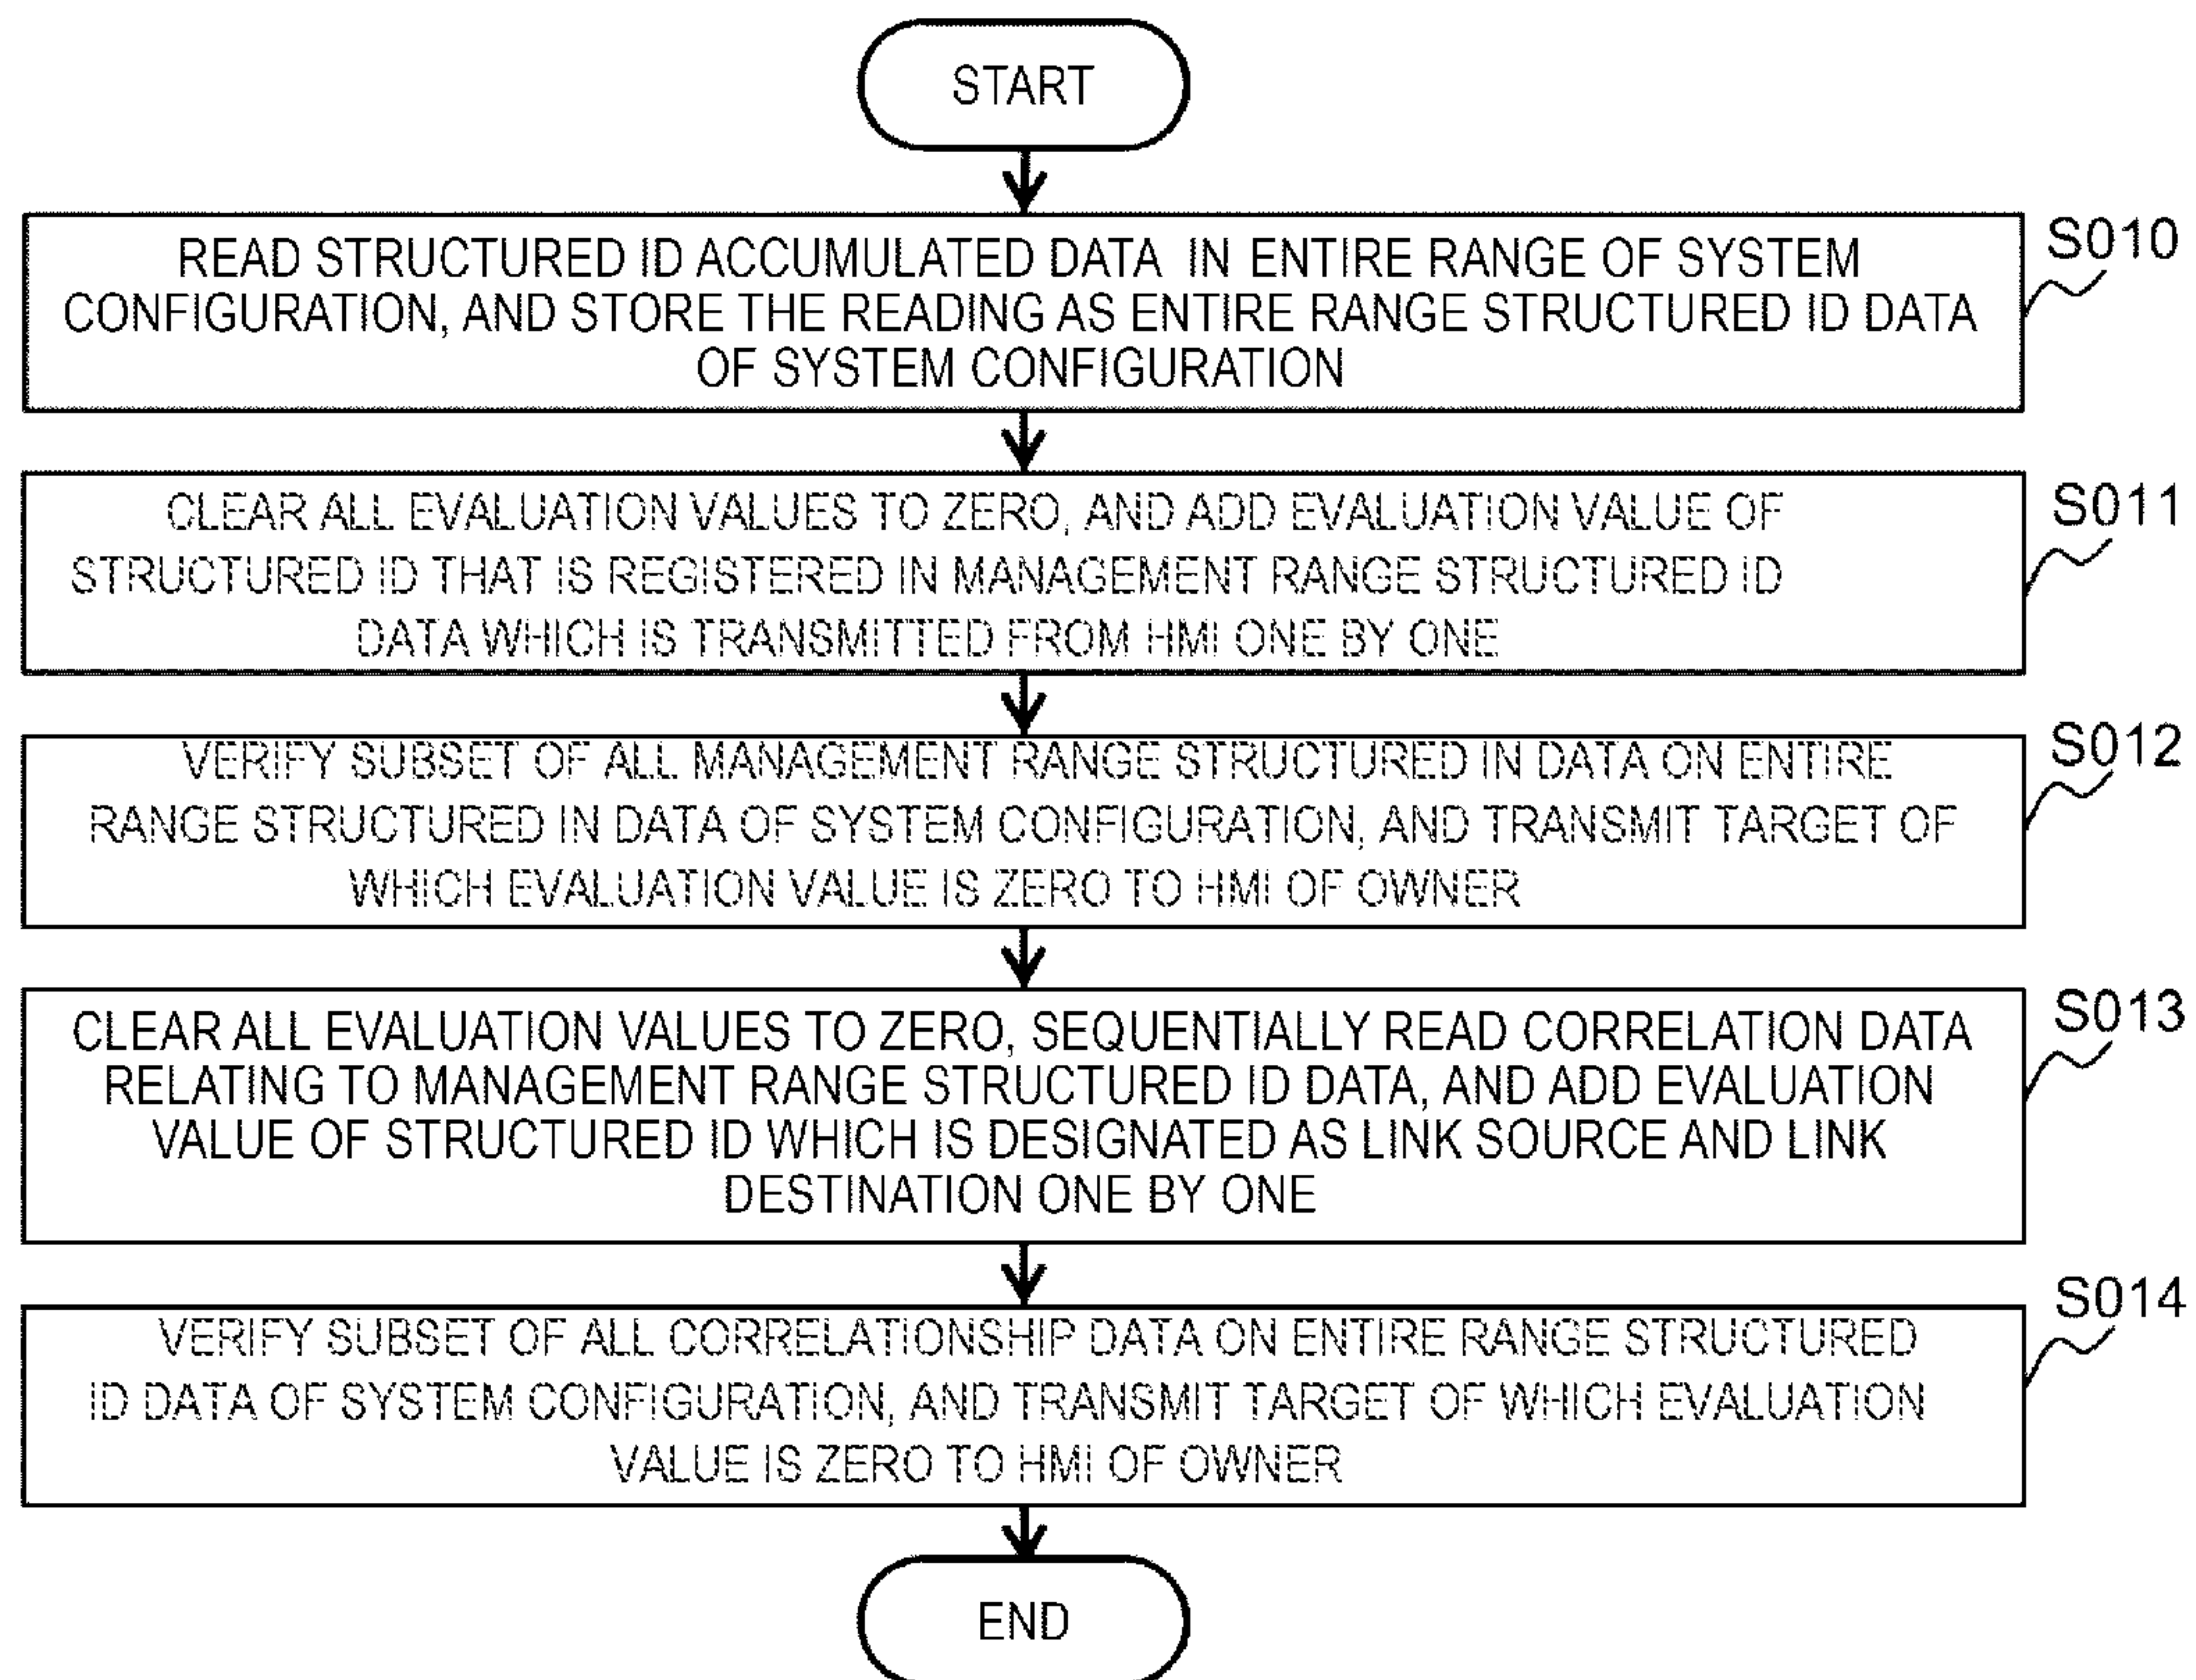 START
READ STRUCTURED ID ACCUMULATED DATA IN ENTIRE RANGE OF SYSTEM
CONFIGURATION, AND STORE THE READING AS ENTIRE RANGE STRUCTURED ID DATA
OF SYSTEM CONFIGURATION
S010
CLEAR ALL EVALUATION VALUES TO ZERO, AND ADD EVALUATION VALUE OF
STRUCTURED ID THAT IS REGISTERED IN MANAGEMENT RANGE STRUCTURED ID
DATA WHICH IS TRANSMITTED FROM HMI ONE BY ONE
S011
VERIFY SUBSET OF ALL MANAGEMENT RANGE STRUCTURED IN DATA ON ENTIRE
RANGE STRUCTURED IN DATA OF SYSTEM CONFIGURATION, AND TRANSMIT TARGET OF
WHICH EVALUATION VALUE IS ZERO TO HMI OF OWNER
S012
CLEAR ALL EVALUATION VALUES TO ZERO, SEQUENTIALLY READ CORRELATION DATA
RELATING TO MANAGEMENT RANGE STRUCTURED ID DATA, AND ADD EVALUATION
VALUE OF STRUCTURED ID WHICH IS DESIGNATED AS LINK SOURCE AND LINK
DESTINATION ONE BY ONE
S013
VERIFY SUBSET OF ALL CORRELATIONSHIP DATA ON ENTIRE RANGE STRUCTURED
ID DATA OF SYSTEM CONFIGURATION, AND TRANSMIT TARGET OF WHICH EVALUATION
VALUE IS ZERO TO HMI OF OWNER
S014
END